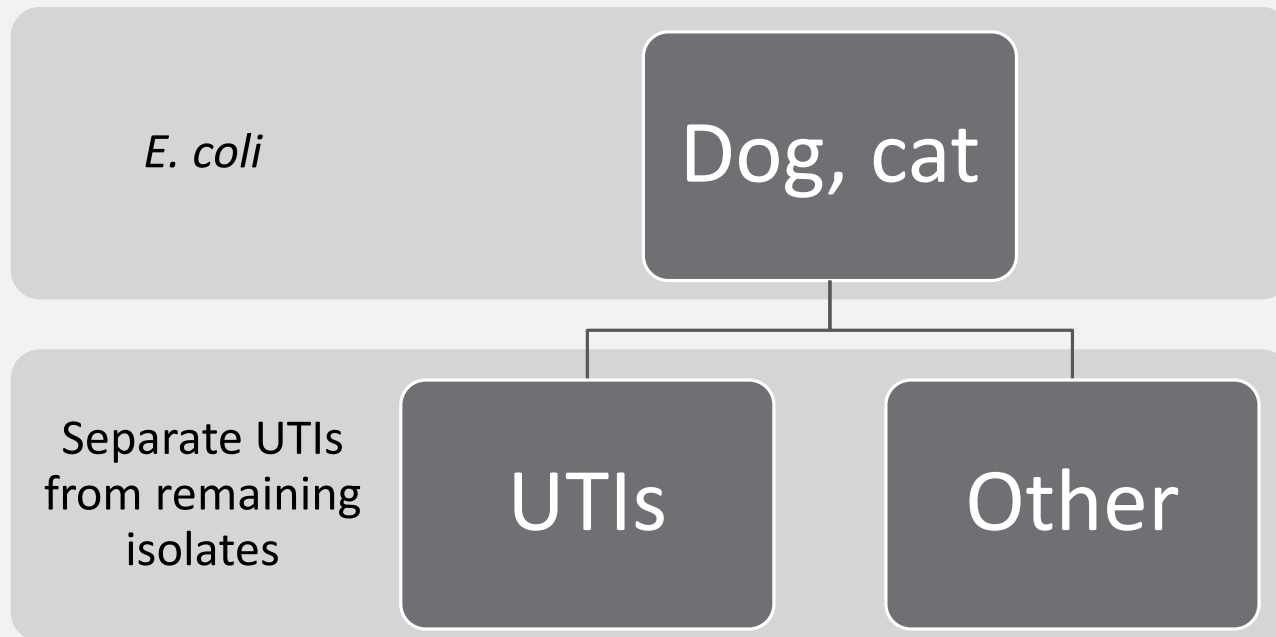 E. coli
Dog, cat
Separate UTIs
from remaining
isolates
UTIs
Other